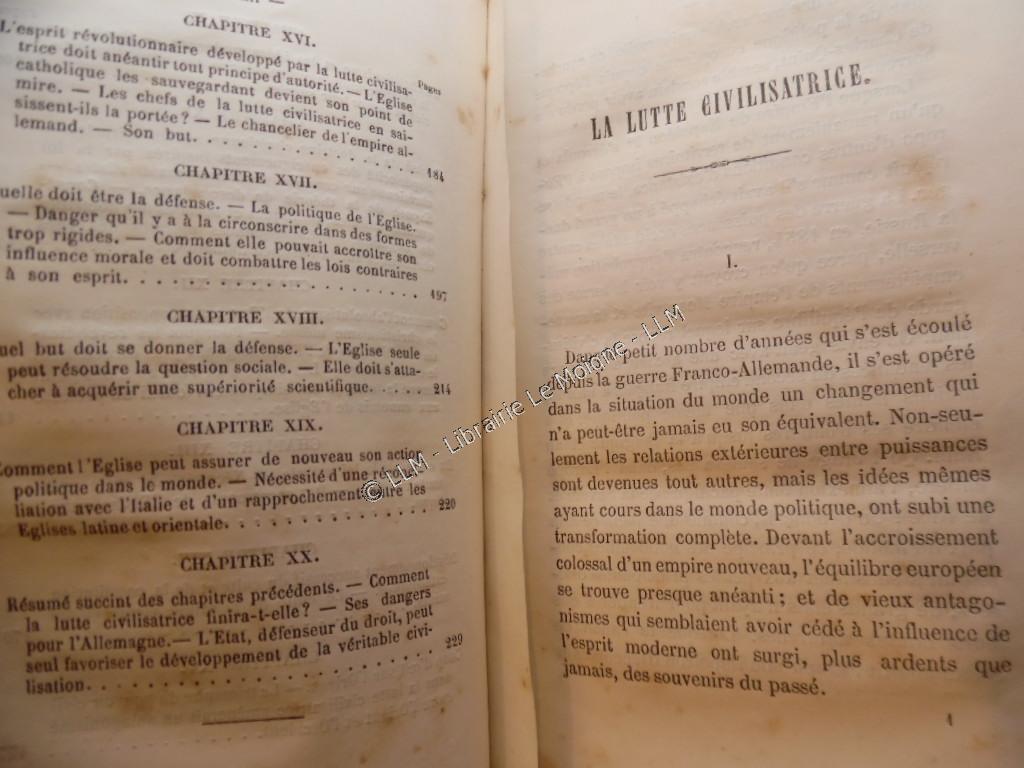 CHAPITRE XVI.
Pages
L'esprit révolutionnaire développé par la lutte civilisa-
trice doit anéantir tout principe d'autorité. — L'Eglise
catholique les sauvegardant devient son point de
mire. — Les chefs de la lutte civilisatrice en sai-
sissent-ils la portée? — Le chancelier de l'empire al-
lemand. — Son but. 184
CHAPITRE XVII.
uelle doit être la défense. — La politique de l'Eglise.
— Danger qu'il y a à la circonscrire dans des formes
trop rigides. — Comment elle pouvait accroître son
influence morale et doit combattre les lois contraires
à son esprit. 197
CHAPITRE XVIII.
uel but doit se donner la défense. — L'Eglise seule
peut résoudre la question sociale. — Elle doit s'atta-
cher à acquérir une supériorité scientifique. 214
CHAPITRE XIX.
Comment l'Eglise peut assurer de nouveau son action
politique dans le monde. — Nécessité d'une
liation avec l'Italie et d'un rapprochement entre les
Eglises latine et orientale. 220
CHAPITRE XX.
Résumé succint des chapitres précédents. — Comment
la lutte civilisatrice finira-t-elle? — Ses dangers
pour l'Allemagne. — L'Etat, défenseur du droit, peut
seul favoriser le développement de la véritable civi-
lisation. 229
LA LUTTE CIVILISATRICE.
I.
Dans le petit nombre d'années qui s'est écoulé
depuis la guerre Franco-Allemande, il s'est opéré
dans la situation du monde un changement qui
n'a peut-être jamais eu son équivalent. Non-seu-
lement les relations extérieures entre puissances
sont devenues tout autres, mais les idées mêmes
ayant cours dans le monde politique, ont subi une
transformation complète. Devant l'accroissement
colossal d'un empire nouveau, l'équilibre européen
se trouve presque anéanti; et de vieux antago-
nismes qui semblaient avoir cédé à l'influence de
l'esprit moderne ont surgi, plus ardents que
jamais, des souvenirs du passé.
1
© LLM - Librairie Le Moione - LLM